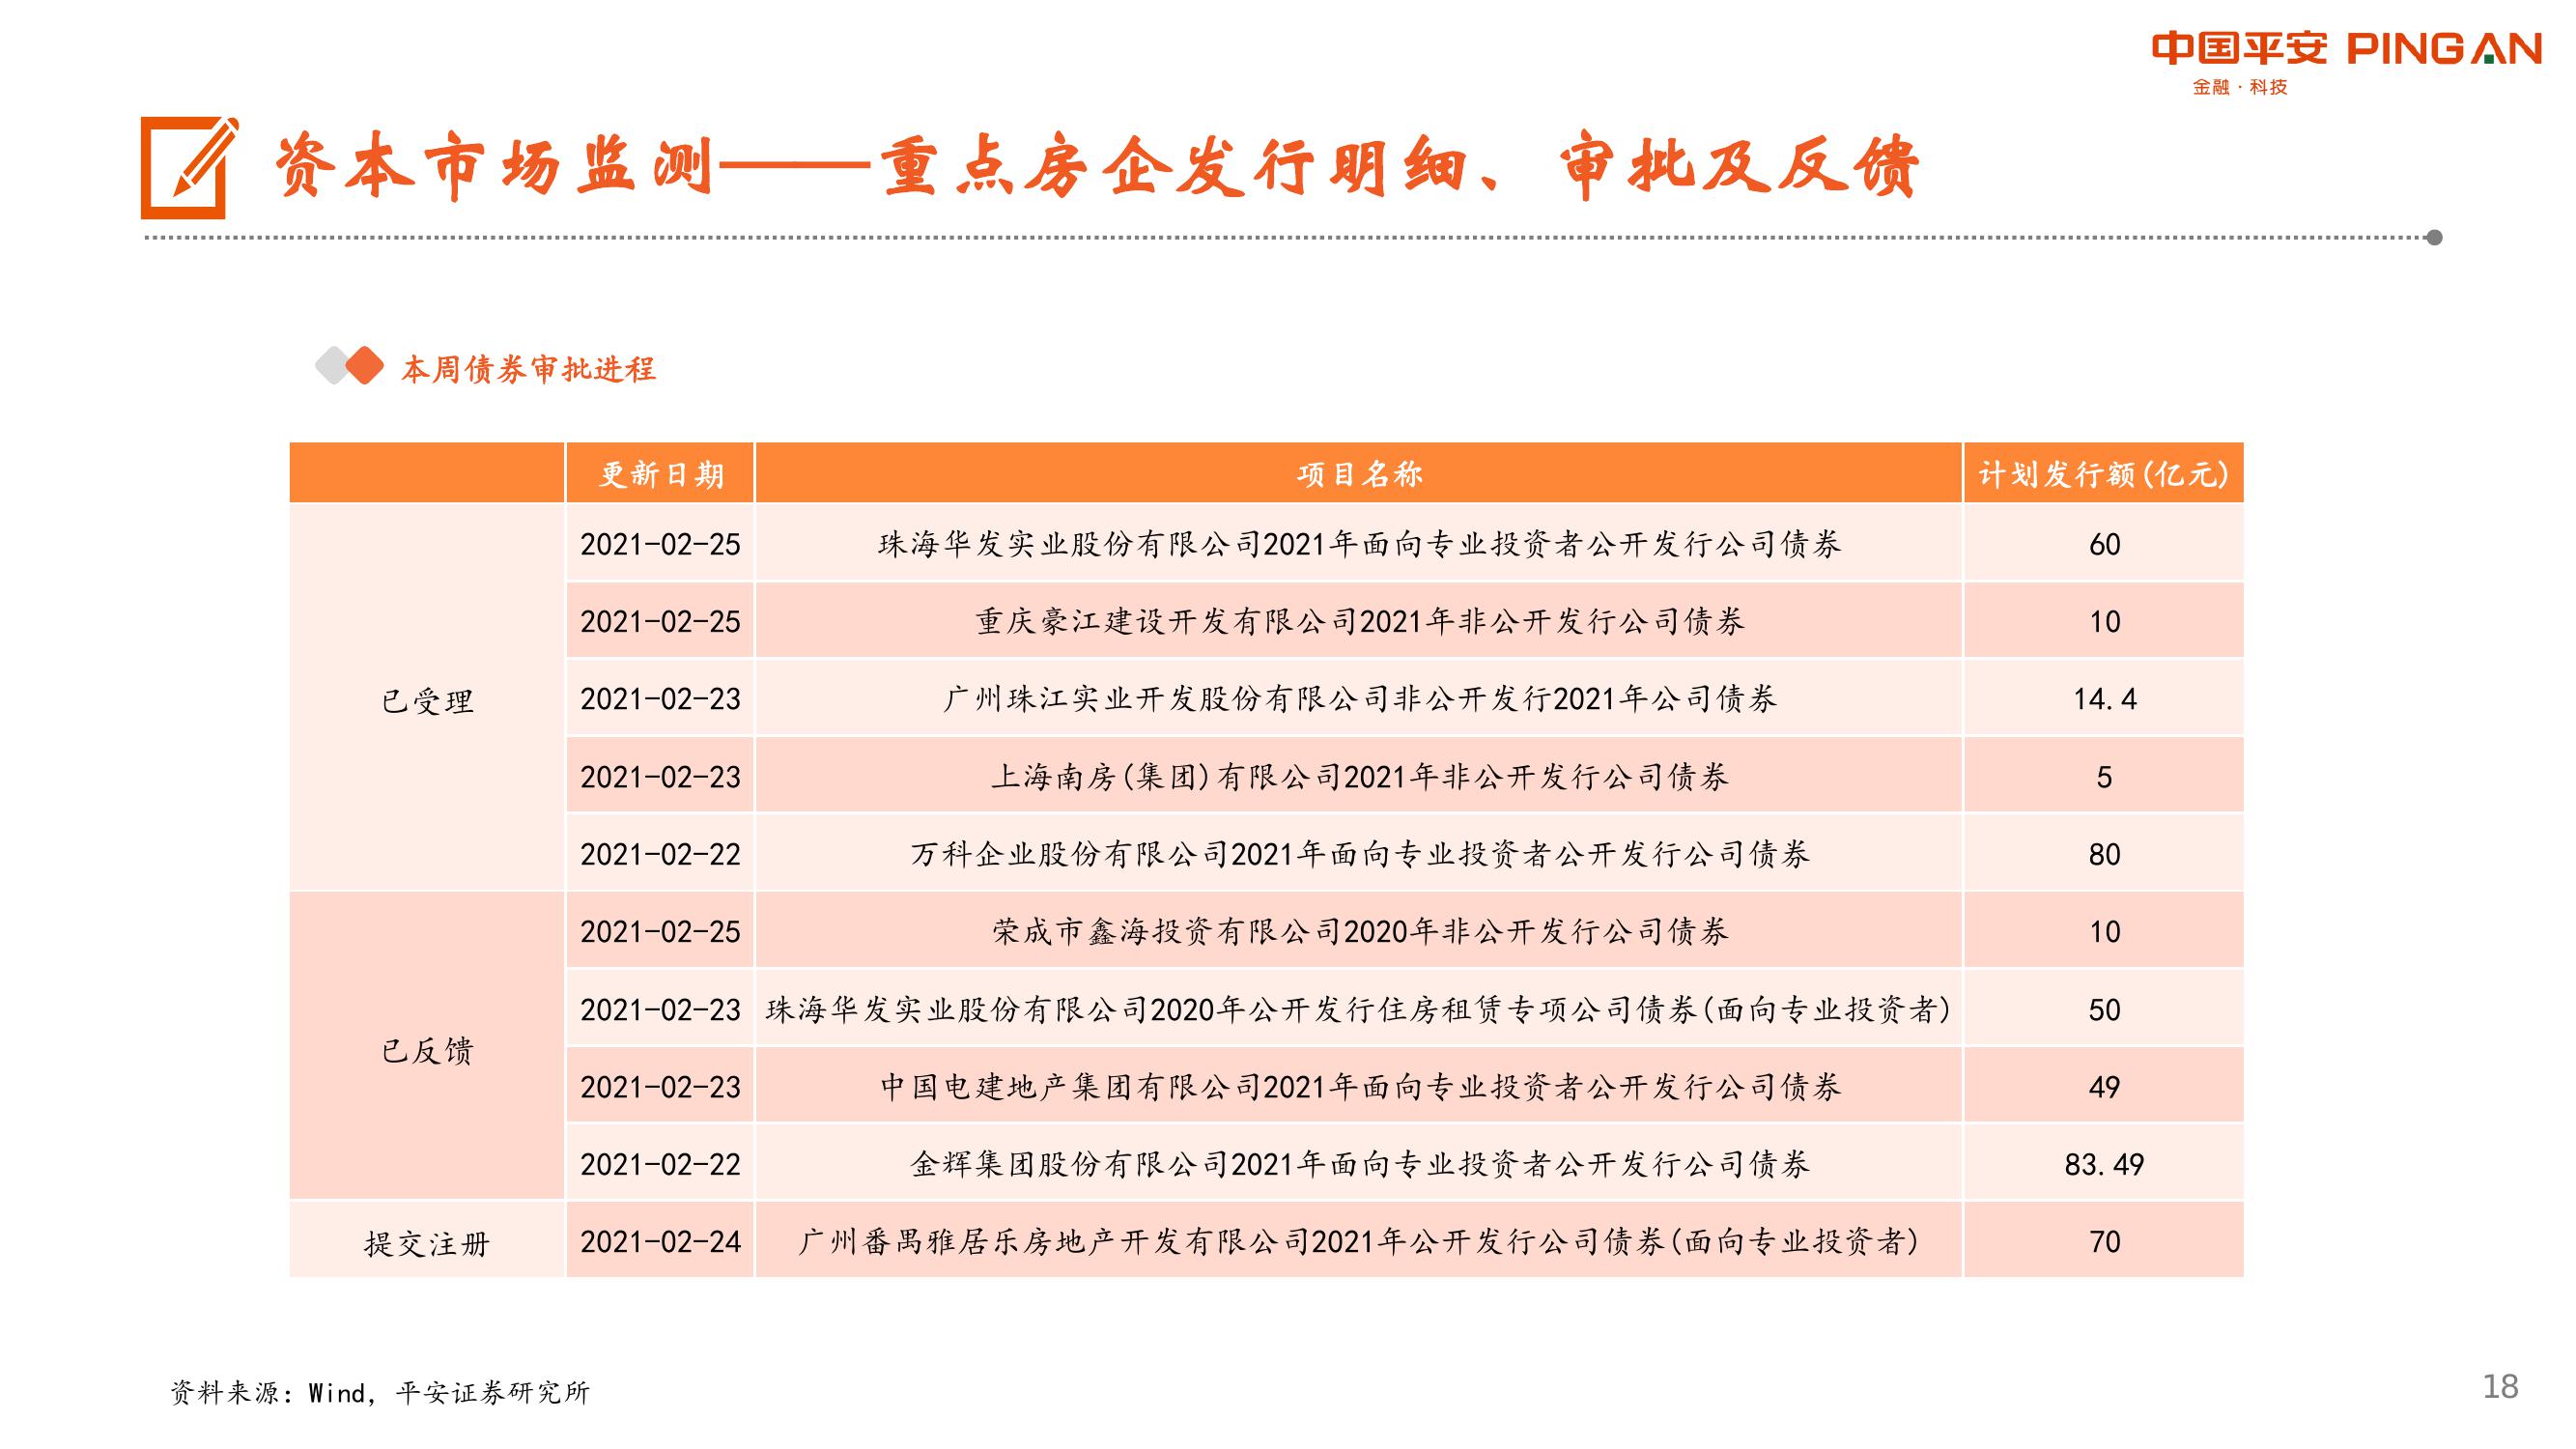 中国平安 PINGAN
金融·科技
资本市场监测——重点房企发行明细、审批及反馈
本周债券审批进程
更新日期 项目名称 计划发行额(亿元)
已受理
2021-02-25 珠海华发实业股份有限公司2021年面向专业投资者公开发行公司债券 60
2021-02-25 重庆豪江建设开发有限公司2021年非公开发行公司债券 10
2021-02-23 广州珠江实业开发股份有限公司非公开发行2021年公司债券 14.4
2021-02-23 上海南房(集团)有限公司2021年非公开发行公司债券 5
2021-02-22 万科企业股份有限公司2021年面向专业投资者公开发行公司债券 80
已反馈
2021-02-25 荣成市鑫海投资有限公司2020年非公开发行公司债券 10
2021-02-23 珠海华发实业股份有限公司2020年公开发行住房租赁专项公司债券(面向专业投资者) 50
2021-02-23 中国电建地产集团有限公司2021年面向专业投资者公开发行公司债券 49
2021-02-22 金辉集团股份有限公司2021年面向专业投资者公开发行公司债券 83.49
提交注册 2021-02-24 广州番禺雅居乐房地产开发有限公司2021年公开发行公司债券(面向专业投资者) 70
资料来源：Wind，平安证券研究所
18